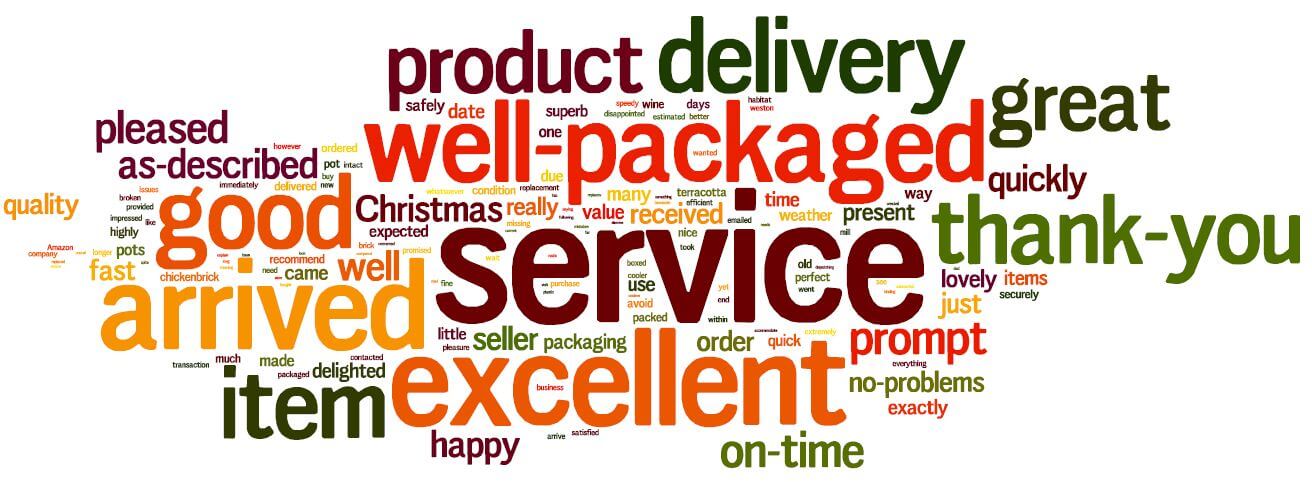 product
delivery
great
safely
date
superb
speedy
wine
days
habitat
weston
disappointed
estimated
better
pleased
well-packaged
one
however
ordered
as-described
pot
intact
wanted
due
quickly
immediately
delivered
buy
new
whatsoever
condition
replacement
many
something
terracotta
efficient
time
way
quality
issues
broken
provided
impressed
like
highly
good
Christmas
really
value
received
weather
present
emailed
expected
missing
following
nice
mill
thank-you
service
Amazon
company
longer
pots
brick
recommend
promised
took
wait
fast
chickenbrick
need
came
well
fine
purchase
boxed
cooler
use
old
perfect
went
yet
end
avoid
packed
within
lovely
items
securely
just
arrived
little
pleasure
seller
packaging
order
quick
accommodate
extremely
prompt
everything
transaction
much
made
contacted
packaged
delighted
item
excellent
business
no-problems
exactly
happy
arrive
satisfied
on-time